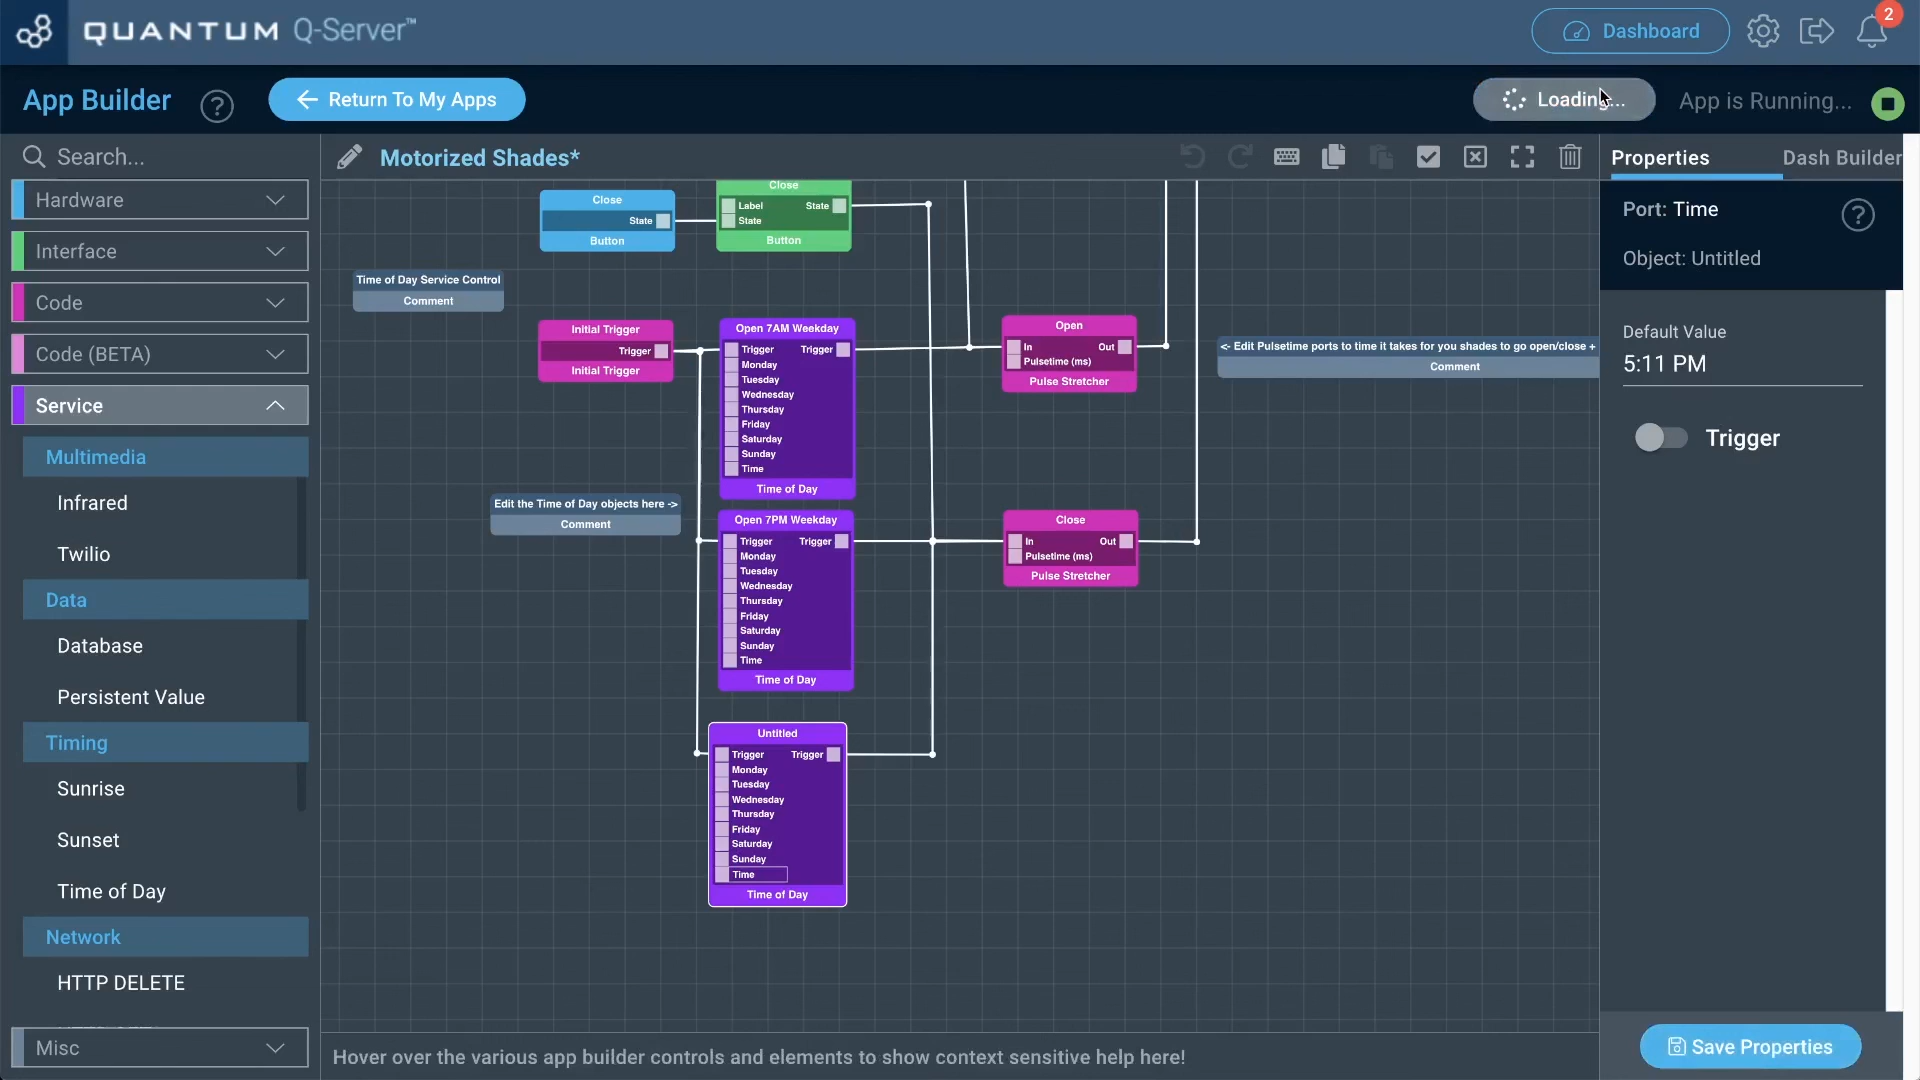 QUANTUM Q-Server™
Dashboard
2
App Builder
?
Return To My Apps
Loading...
App is Running...
Search...
Hardware
Interface
Code
Code (BETA)
Service
Multimedia
Infrared
Twilio
Data
Database
Persistent Value
Timing
Sunrise
Sunset
Time of Day
Network
HTTP DELETE
Misc
Motorized Shades*
Close
State
Button
Close
Label State
State
Button
Time of Day Service Control
Comment
Initial Trigger
Trigger
Initial Trigger
Open 7AM Weekday
Trigger Trigger
Monday
Tuesday
Wednesday
Thursday
Friday
Saturday
Sunday
Time
Time of Day
Open
In Out
Pulsetime (ms)
Pulse Stretcher
<- Edit Pulsetime ports to time it takes for you shades to go open/close +
Comment
Edit the Time of Day objects here ->
Comment
Open 7PM Weekday
Trigger Trigger
Monday
Tuesday
Wednesday
Thursday
Friday
Saturday
Sunday
Time
Time of Day
Close
In Out
Pulsetime (ms)
Pulse Stretcher
Untitled
Trigger Trigger
Monday
Tuesday
Wednesday
Thursday
Friday
Saturday
Sunday
Time
Time of Day
Hover over the various app builder controls and elements to show context sensitive help here!
Properties
Dash Builder
Port: Time
?
Object: Untitled
Default Value
5:11 PM
Trigger
Save Properties